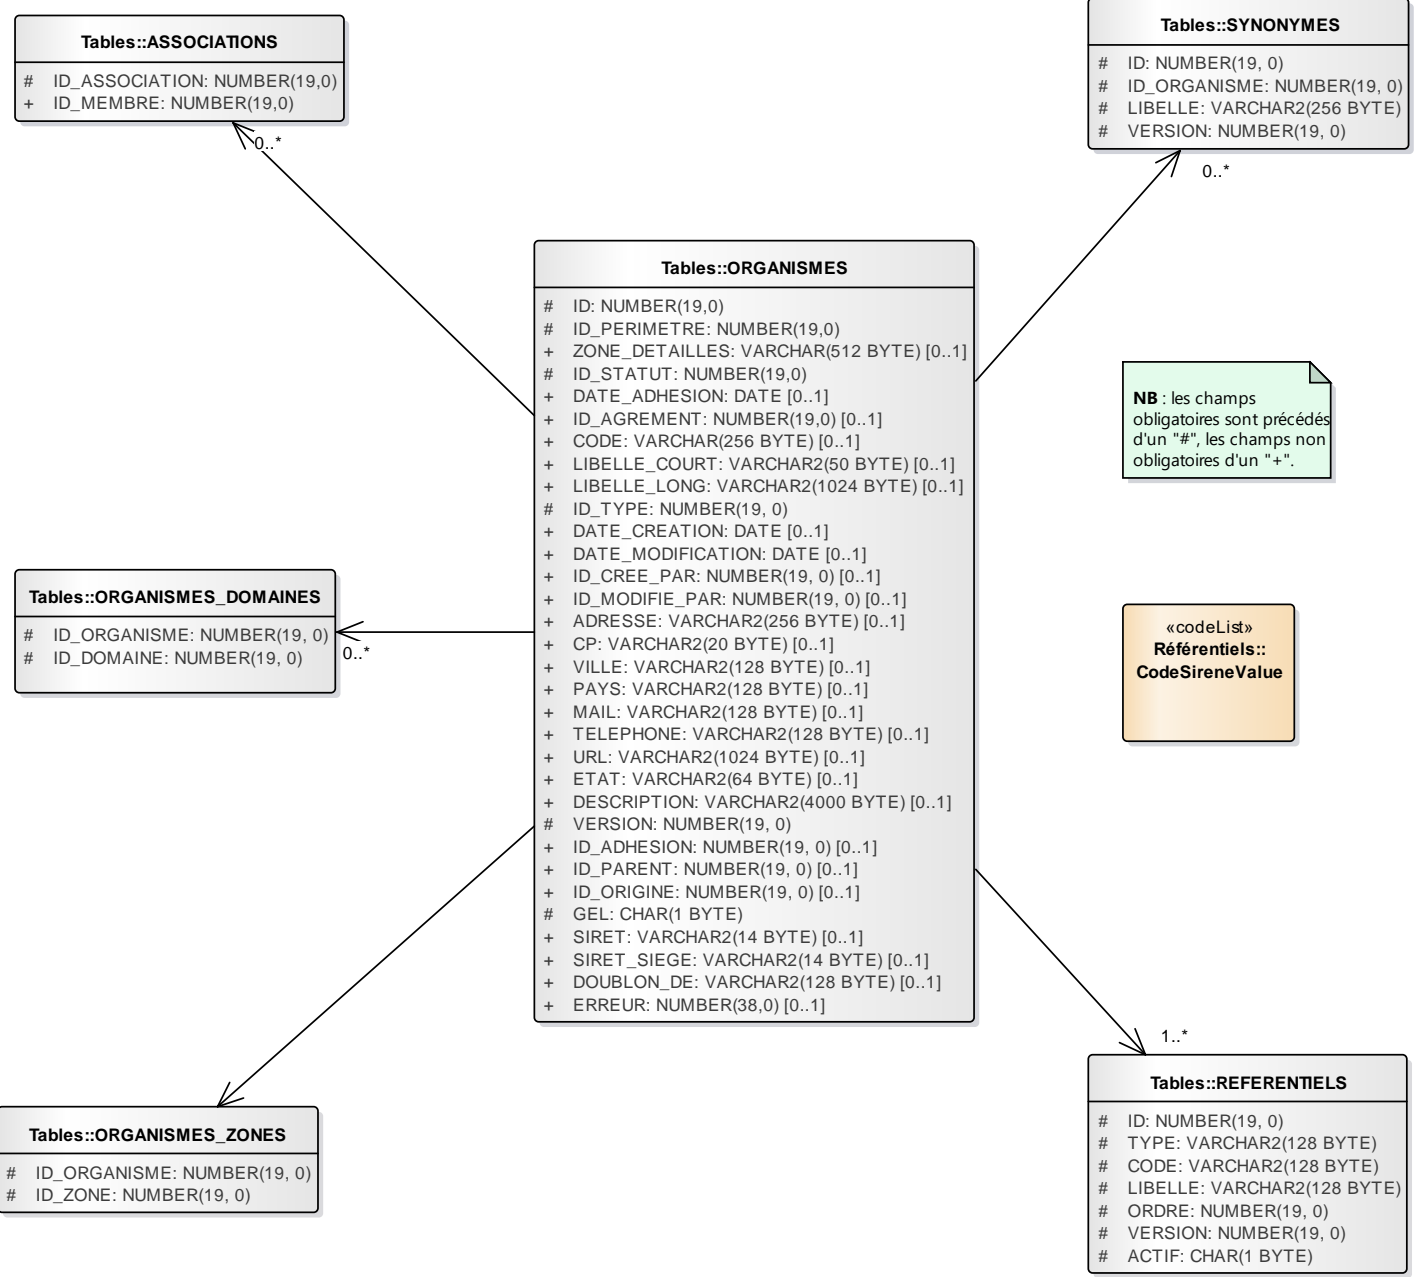 Tables::ASSOCIATIONS
# ID_ASSOCIATION: NUMBER(19,0)
+ ID_MEMBRE: NUMBER(19,0)
0..*
Tables::SYNONYMES
# ID: NUMBER(19, 0)
# ID_ORGANISME: NUMBER(19, 0)
# LIBELLE: VARCHAR2(256 BYTE)
# VERSION: NUMBER(19, 0)
0..*
Tables::ORGANISMES
# ID: NUMBER(19,0)
# ID_PERIMETRE: NUMBER(19,0)
+ ZONE_DETAILLES: VARCHAR(512 BYTE) [0..1]
# ID_STATUT: NUMBER(19,0)
+ DATE_ADHESION: DATE [0..1]
+ ID_AGREMENT: NUMBER(19,0) [0..1]
+ CODE: VARCHAR(256 BYTE) [0..1]
+ LIBELLE_COURT: VARCHAR2(50 BYTE) [0..1]
+ LIBELLE_LONG: VARCHAR2(1024 BYTE) [0..1]
# ID_TYPE: NUMBER(19, 0)
+ DATE_CREATION: DATE [0..1]
+ DATE_MODIFICATION: DATE [0..1]
+ ID_CREE_PAR: NUMBER(19, 0) [0..1]
+ ID_MODIFIE_PAR: NUMBER(19, 0) [0..1]
+ ADRESSE: VARCHAR2(256 BYTE) [0..1]
+ CP: VARCHAR2(20 BYTE) [0..1]
+ VILLE: VARCHAR2(128 BYTE) [0..1]
+ PAYS: VARCHAR2(128 BYTE) [0..1]
+ MAIL: VARCHAR2(128 BYTE) [0..1]
+ TELEPHONE: VARCHAR2(128 BYTE) [0..1]
+ URL: VARCHAR2(1024 BYTE) [0..1]
+ ETAT: VARCHAR2(64 BYTE) [0..1]
+ DESCRIPTION: VARCHAR2(4000 BYTE) [0..1]
# VERSION: NUMBER(19, 0)
+ ID_ADHESION: NUMBER(19, 0) [0..1]
+ ID_PARENT: NUMBER(19, 0) [0..1]
+ ID_ORIGINE: NUMBER(19, 0) [0..1]
# GEL: CHAR(1 BYTE)
+ SIRET: VARCHAR2(14 BYTE) [0..1]
+ SIRET_SIEGE: VARCHAR2(14 BYTE) [0..1]
+ DOUBLON_DE: VARCHAR2(128 BYTE) [0..1]
+ ERREUR: NUMBER(38,0) [0..1]
NB : les champs
obligatoires sont précédés
d'un "#", les champs non
obligatoires d'un "+".
Tables::ORGANISMES_DOMAINES
# ID_ORGANISME: NUMBER(19, 0)
# ID_DOMAINE: NUMBER(19, 0)
0..*
«codeList»
Référentiels::
CodeSireneValue
Tables::ORGANISMES_ZONES
# ID_ORGANISME: NUMBER(19, 0)
# ID_ZONE: NUMBER(19, 0)
1..*
Tables::REFERENTIELS
# ID: NUMBER(19, 0)
# TYPE: VARCHAR2(128 BYTE)
# CODE: VARCHAR2(128 BYTE)
# LIBELLE: VARCHAR2(128 BYTE)
# ORDRE: NUMBER(19, 0)
# VERSION: NUMBER(19, 0)
# ACTIF: CHAR(1 BYTE)